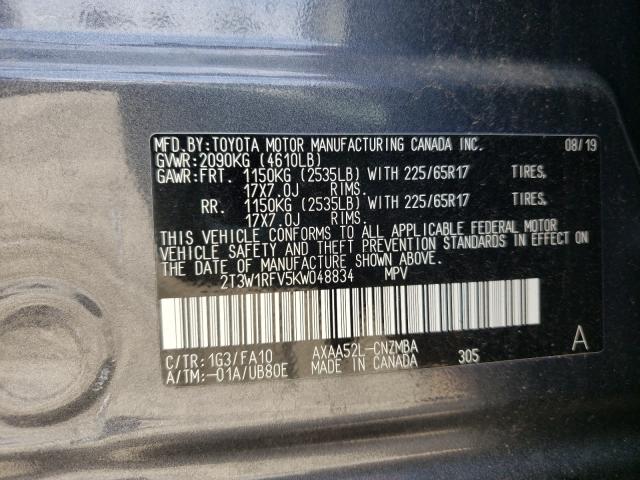 MFD.BY:TOYOTA MOTOR MANUFACTURING CANADA INC. 08/19
GVWR:2090KG (4610LB)
GAWR:FRT. 1150KG (2535LB) WITH 225/65R17 TIRES.
17X7.0J RIMS.
RR. 1150KG (2535LB) WITH 225/65R17 TIRES.
17X7.0J RIMS.
THIS VEHICLE CONFORMS TO ALL APPLICABLE FEDERAL MOTOR
VEHICLE SAFETY AND THEFT PREVENTION STANDARDS IN EFFECT ON
THE DATE OF MANUFACTURE SHOWN ABOVE.
2T3W1RFV5KW048834 MPV
C/TR:1G3/FA10 AXAA52L-CNZMBA A
A/TM:-01A/UB80E MADE IN CANADA 305